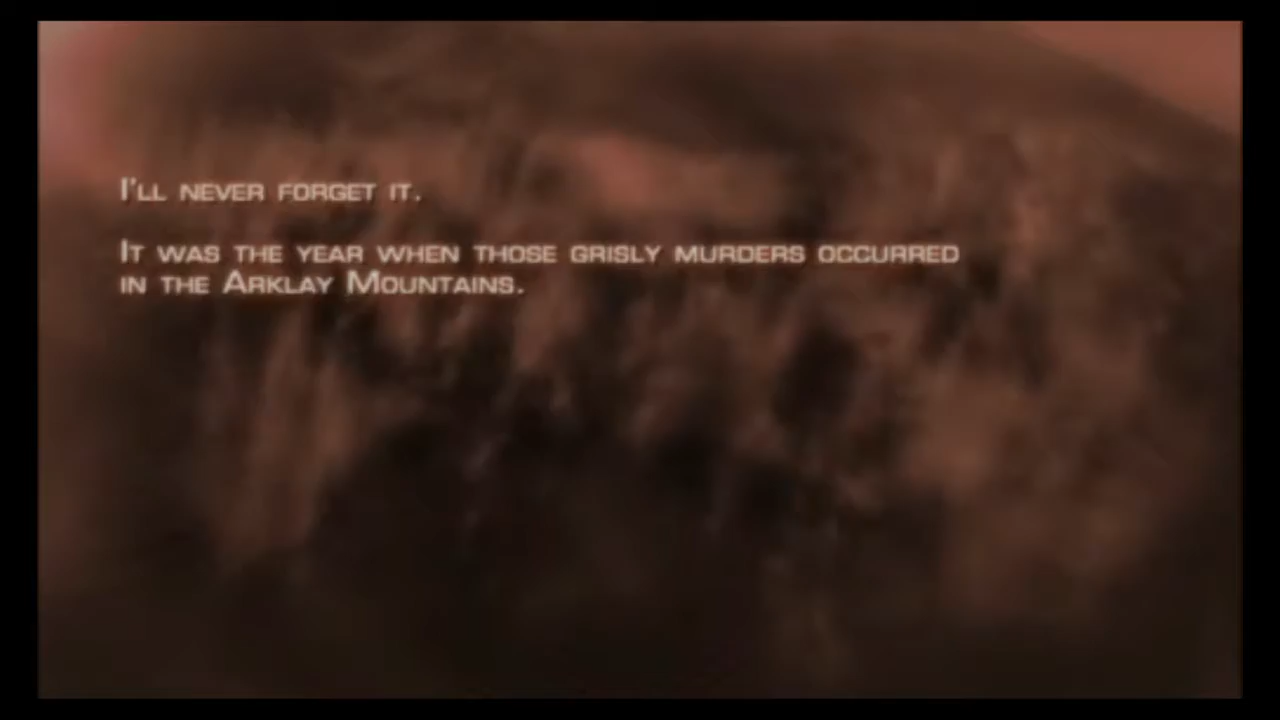 I'll never forget it.
It was the year when those grisly murders occurred
in the Arklay Mountains.